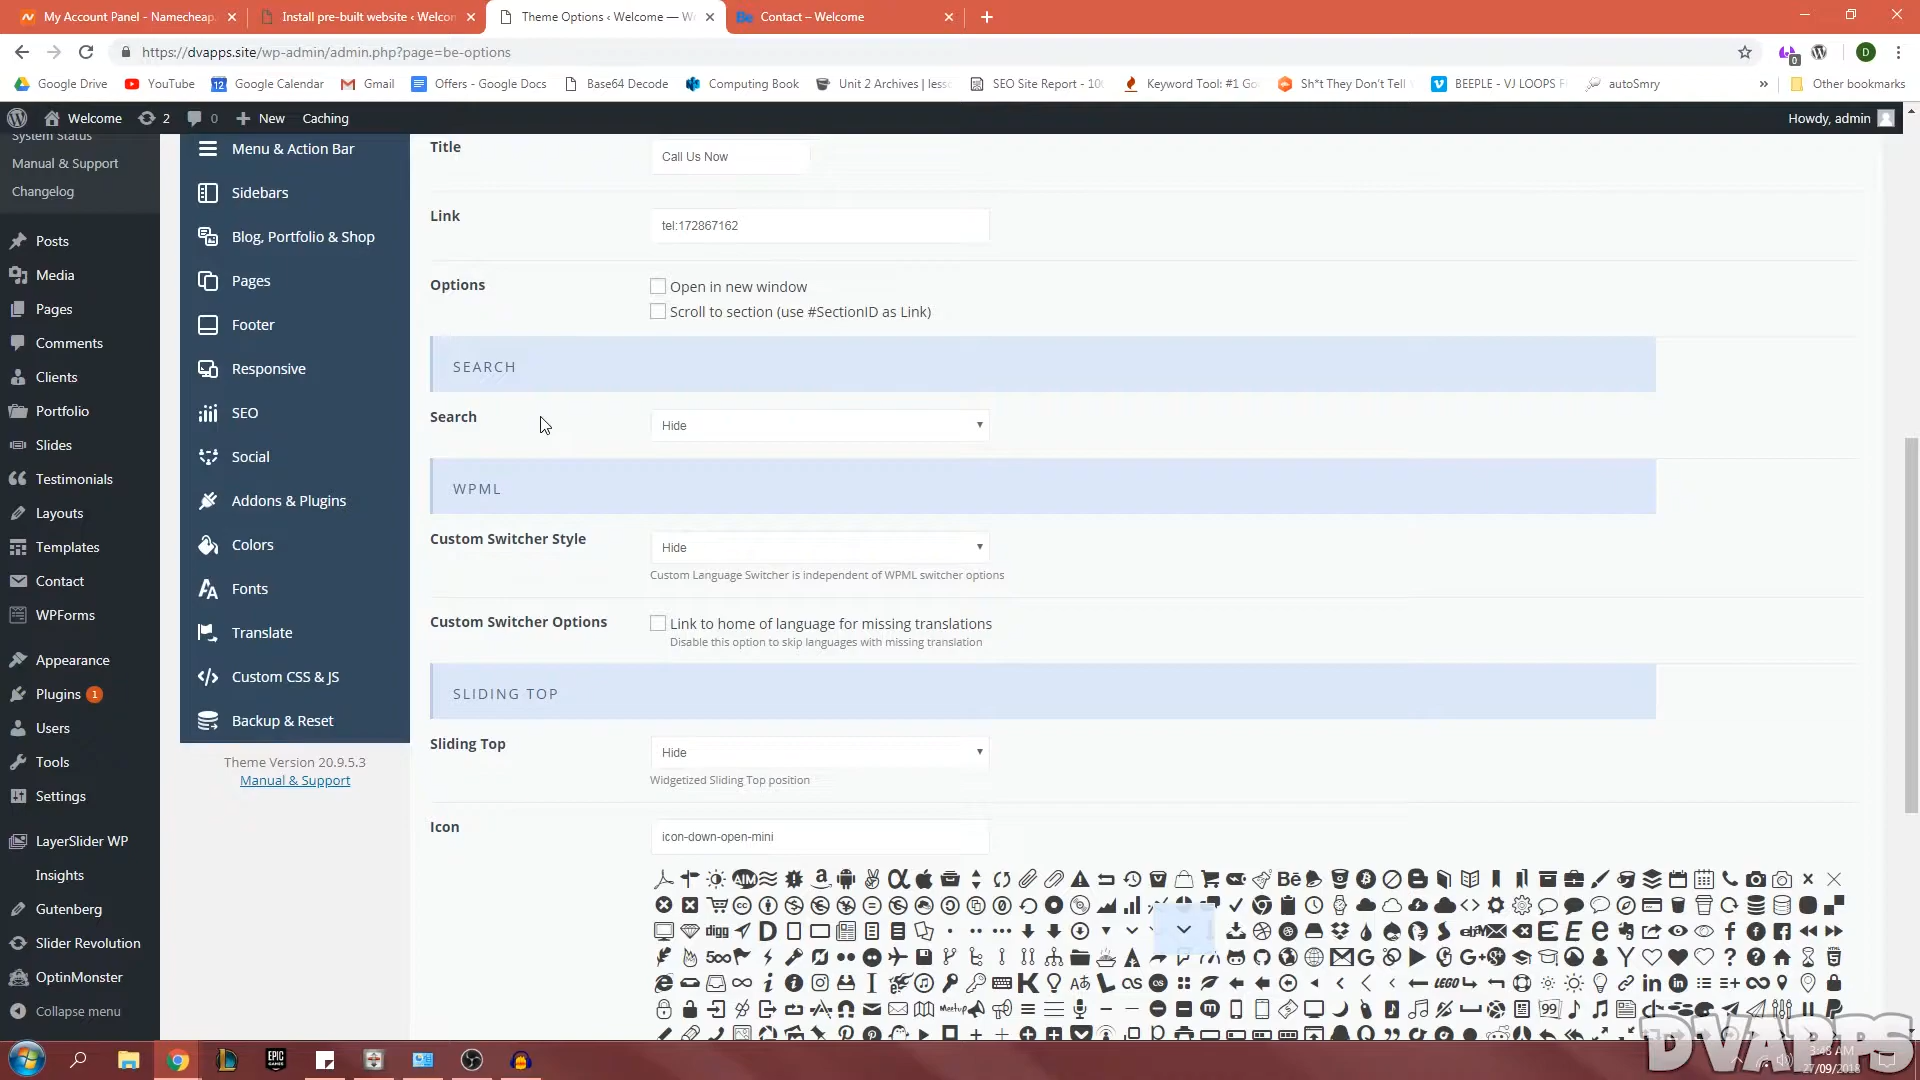 My Account Panel - Namecheap.
Install pre-built website ‹ Welcon
Theme Options ‹ Welcome — W
Contact – Welcome
https://dvapps.site/wp-admin/admin.php?page=be-options
Google Drive
YouTube
Google Calendar
Gmail
Offers - Google Docs
Base64 Decode
Computing Book
Unit 2 Archives | less
SEO Site Report - 10
Keyword Tool: #1 Go
Sh*t They Don't Tell
BEEPLE - VJ LOOPS F
autoSmry
Other bookmarks
Welcome
2
0
New
Caching
Howdy, admin
System Status
Manual & Support
Changelog
Posts
Media
Pages
Comments
Clients
Portfolio
Slides
Testimonials
Layouts
Templates
Contact
WPForms
Appearance
Plugins 1
Users
Tools
Settings
LayerSlider WP
Insights
Gutenberg
Slider Revolution
OptinMonster
Collapse menu
Menu & Action Bar
Sidebars
Blog, Portfolio & Shop
Pages
Footer
Responsive
SEO
Social
Addons & Plugins
Colors
Fonts
Translate
Custom CSS & JS
Backup & Reset
Theme Version 20.9.5.3
Manual & Support
Title
Call Us Now
Link
tel:172867162
Options
Open in new window
Scroll to section (use #SectionID as Link)
SEARCH
Search
Hide
WPML
Custom Switcher Style
Hide
Custom Language Switcher is independent of WPML switcher options
Custom Switcher Options
Link to home of language for missing translations
Disable this option to skip languages with missing translation
SLIDING TOP
Sliding Top
Hide
Widgetized Sliding Top position
Icon
icon-down-open-mini
DVAPPS
3:48 AM
27/09/2018